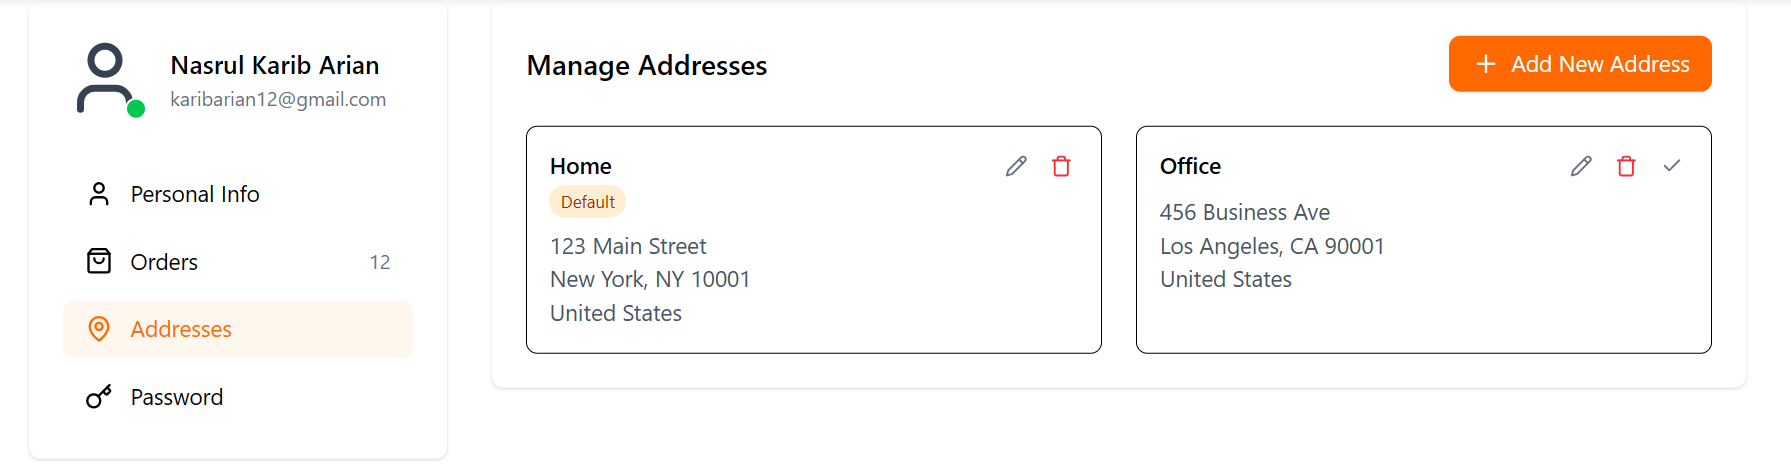 Nasrul Karib Arian
karibarian12@gmail.com
Personal Info
Orders 12
Addresses
Password
Manage Addresses
Add New Address
Home
Default
123 Main Street
New York, NY 10001
United States
Office
456 Business Ave
Los Angeles, CA 90001
United States